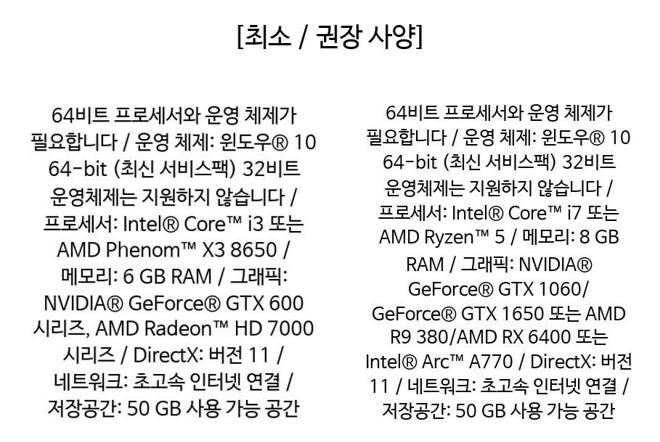 [최소 / 권장 사양]
64비트 프로세서와 운영 체제가
필요합니다 / 운영 체제: 윈도우® 10
64-bit (최신 서비스팩) 32비트
운영체제는 지원하지 않습니다 /
프로세서: Intel® Core™ i3 또는
AMD Phenom™ X3 8650 /
메모리: 6 GB RAM / 그래픽:
NVIDIA® GeForce® GTX 600
시리즈, AMD Radeon™ HD 7000
시리즈 / DirectX: 버전 11 /
네트워크: 초고속 인터넷 연결 /
저장공간: 50 GB 사용 가능 공간
64비트 프로세서와 운영 체제가
필요합니다 / 운영 체제: 윈도우® 10
64-bit (최신 서비스팩) 32비트
운영체제는 지원하지 않습니다 /
프로세서: Intel® Core™ i7 또는
AMD Ryzen™ 5 / 메모리: 8 GB
RAM / 그래픽: NVIDIA®
GeForce® GTX 1060/
GeForce® GTX 1650 또는 AMD
R9 380/AMD RX 6400 또는
Intel® Arc™ A770 / DirectX: 버전
11 / 네트워크: 초고속 인터넷 연결 /
저장공간: 50 GB 사용 가능 공간